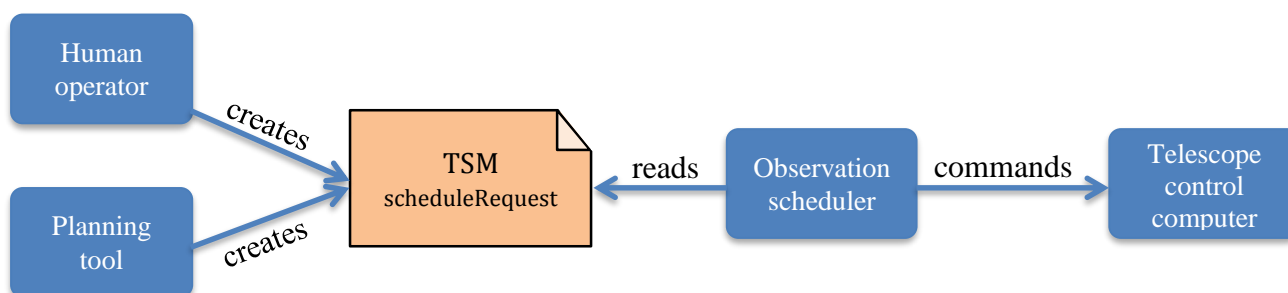 Human
operator
creates
Planning
tool
creates
TSM
scheduleRequest
reads
Observation
scheduler
commands
Telescope
control
computer